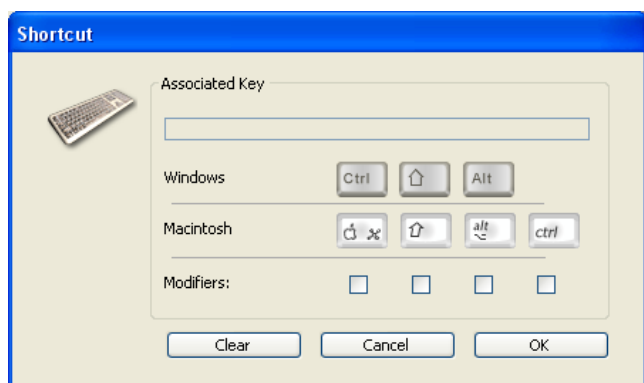 Shortcut
Associated Key
Windows Ctrl Alt
Macintosh alt ctrl
Modifiers:
Clear Cancel OK